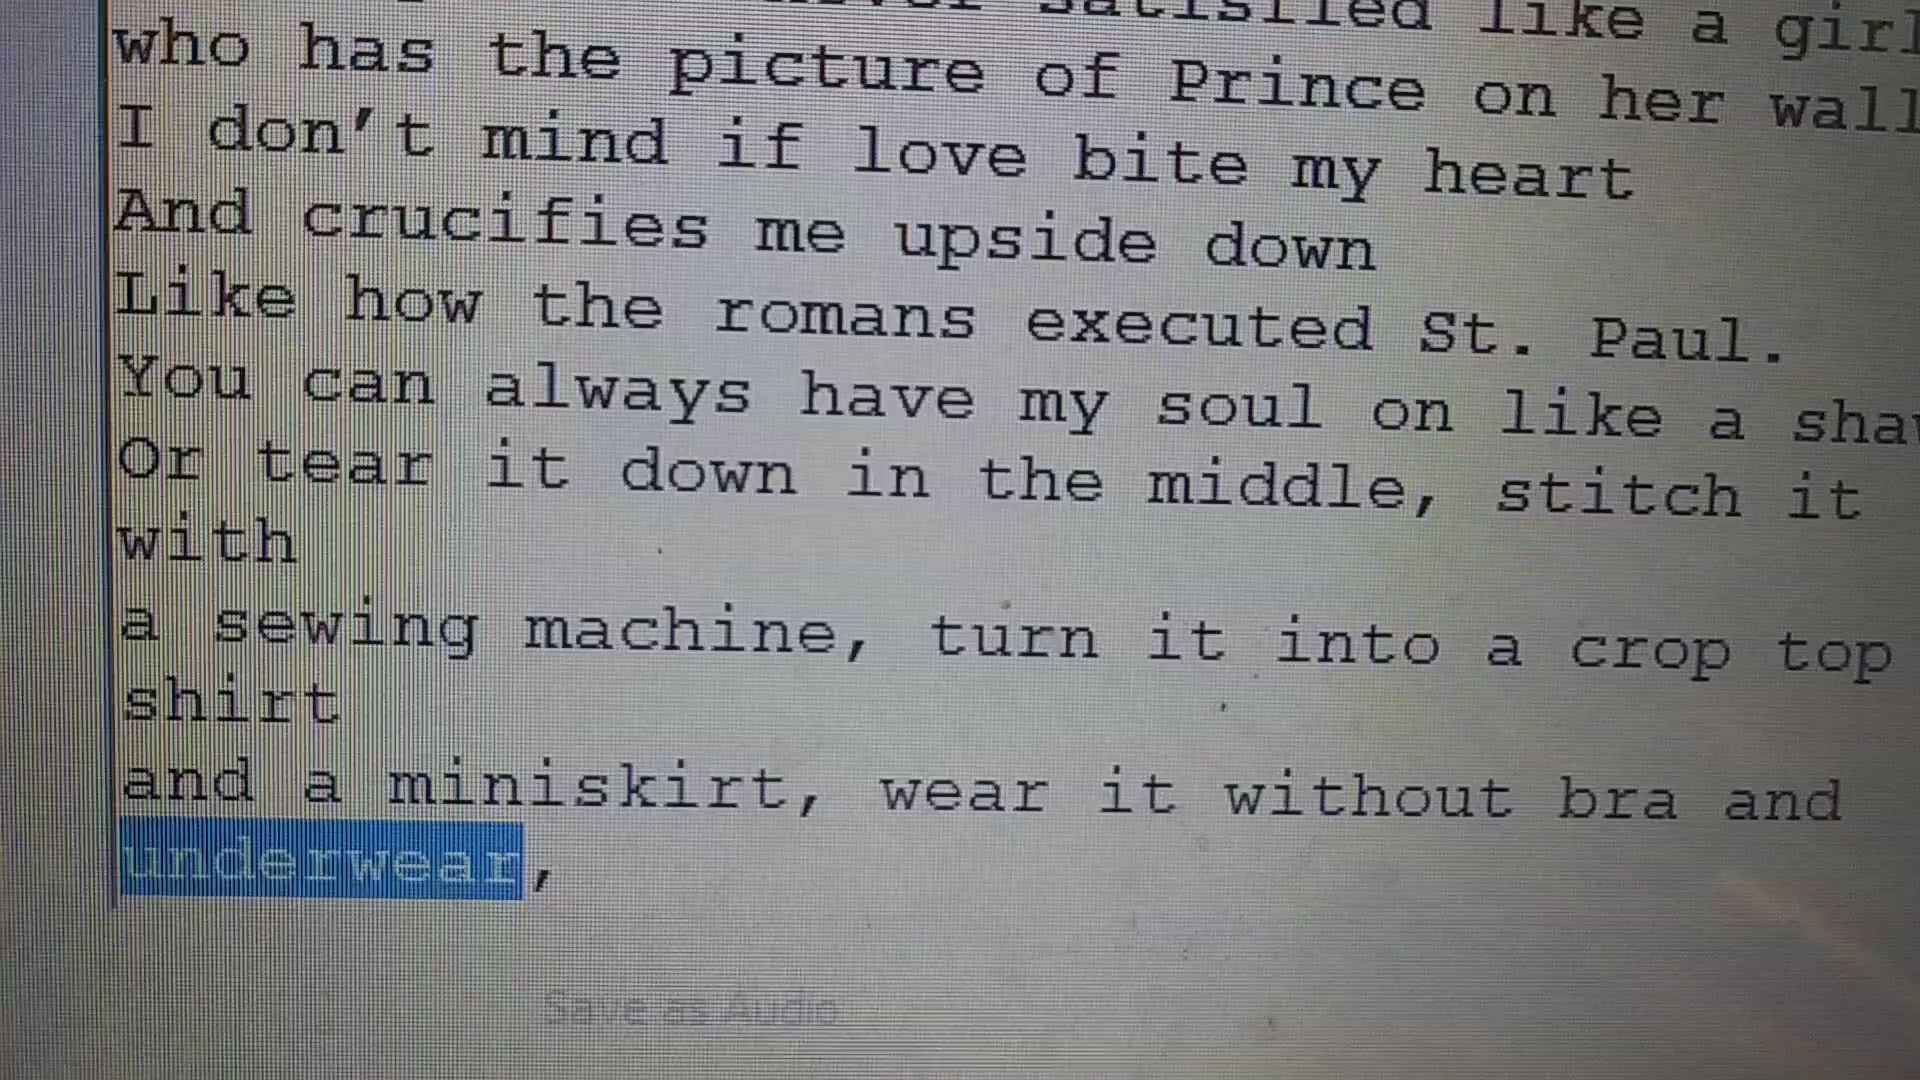 satisfied like a girl
who has the picture of Prince on her wall
I don't mind if love bite my heart
And crucifies me upside down
Like how the romans executed St. Paul.
You can always have my soul on like a
Or tear it down in the middle, stitch it
with
a sewing machine, turn it into a crop top
shirt
and a miniskirt, wear it without bra and
underwear,
Save as Audio